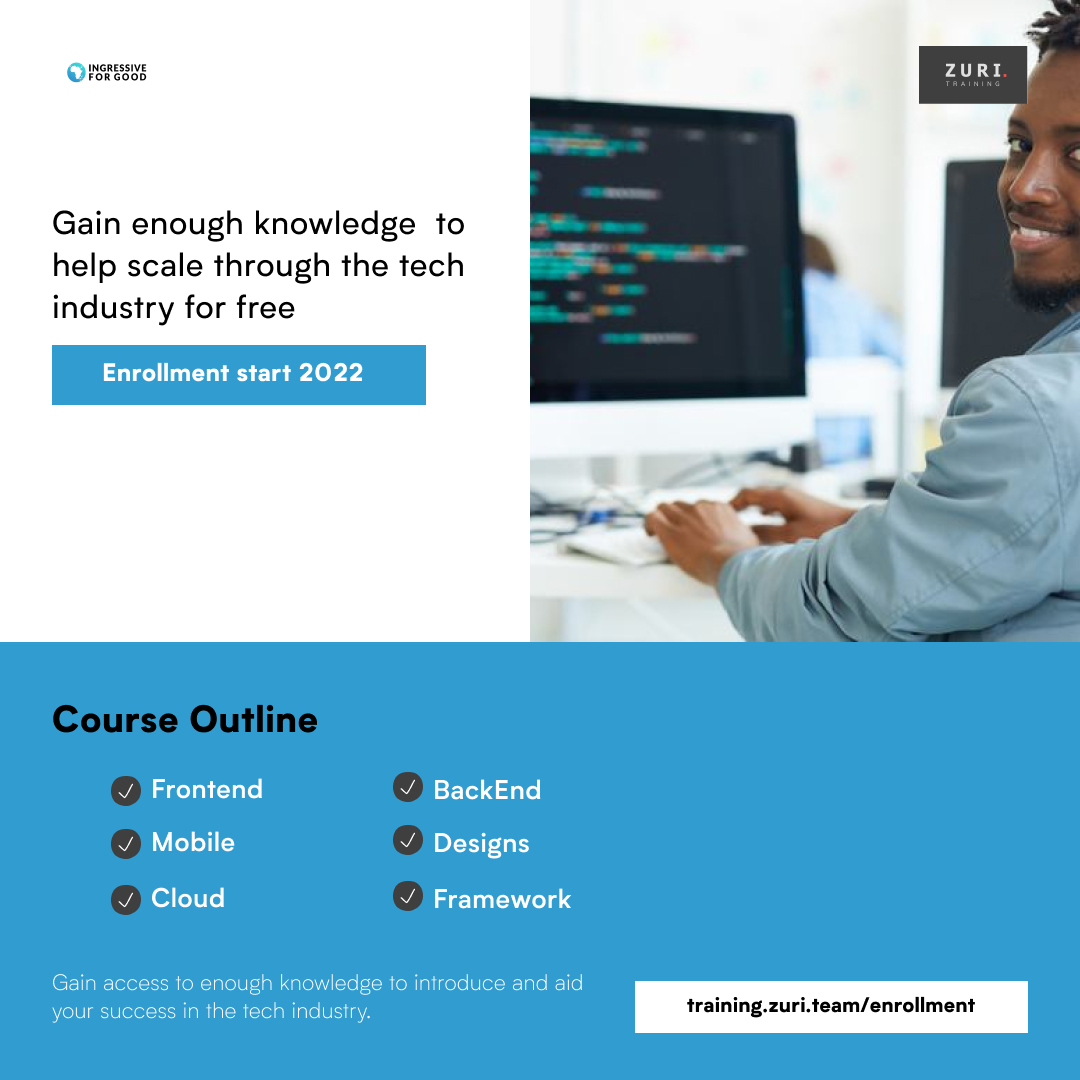 INGRESSIVE
FOR GOOD
ZURI.
TRAINING
Gain enough knowledge  to
help scale through the tech
industry for free
Enrollment start 2022
Course Outline
Frontend
BackEnd
Mobile
Designs
Cloud
Framework
Gain access to enough knowledge to introduce and aid
your success in the tech industry.
training.zuri.team/enrollment